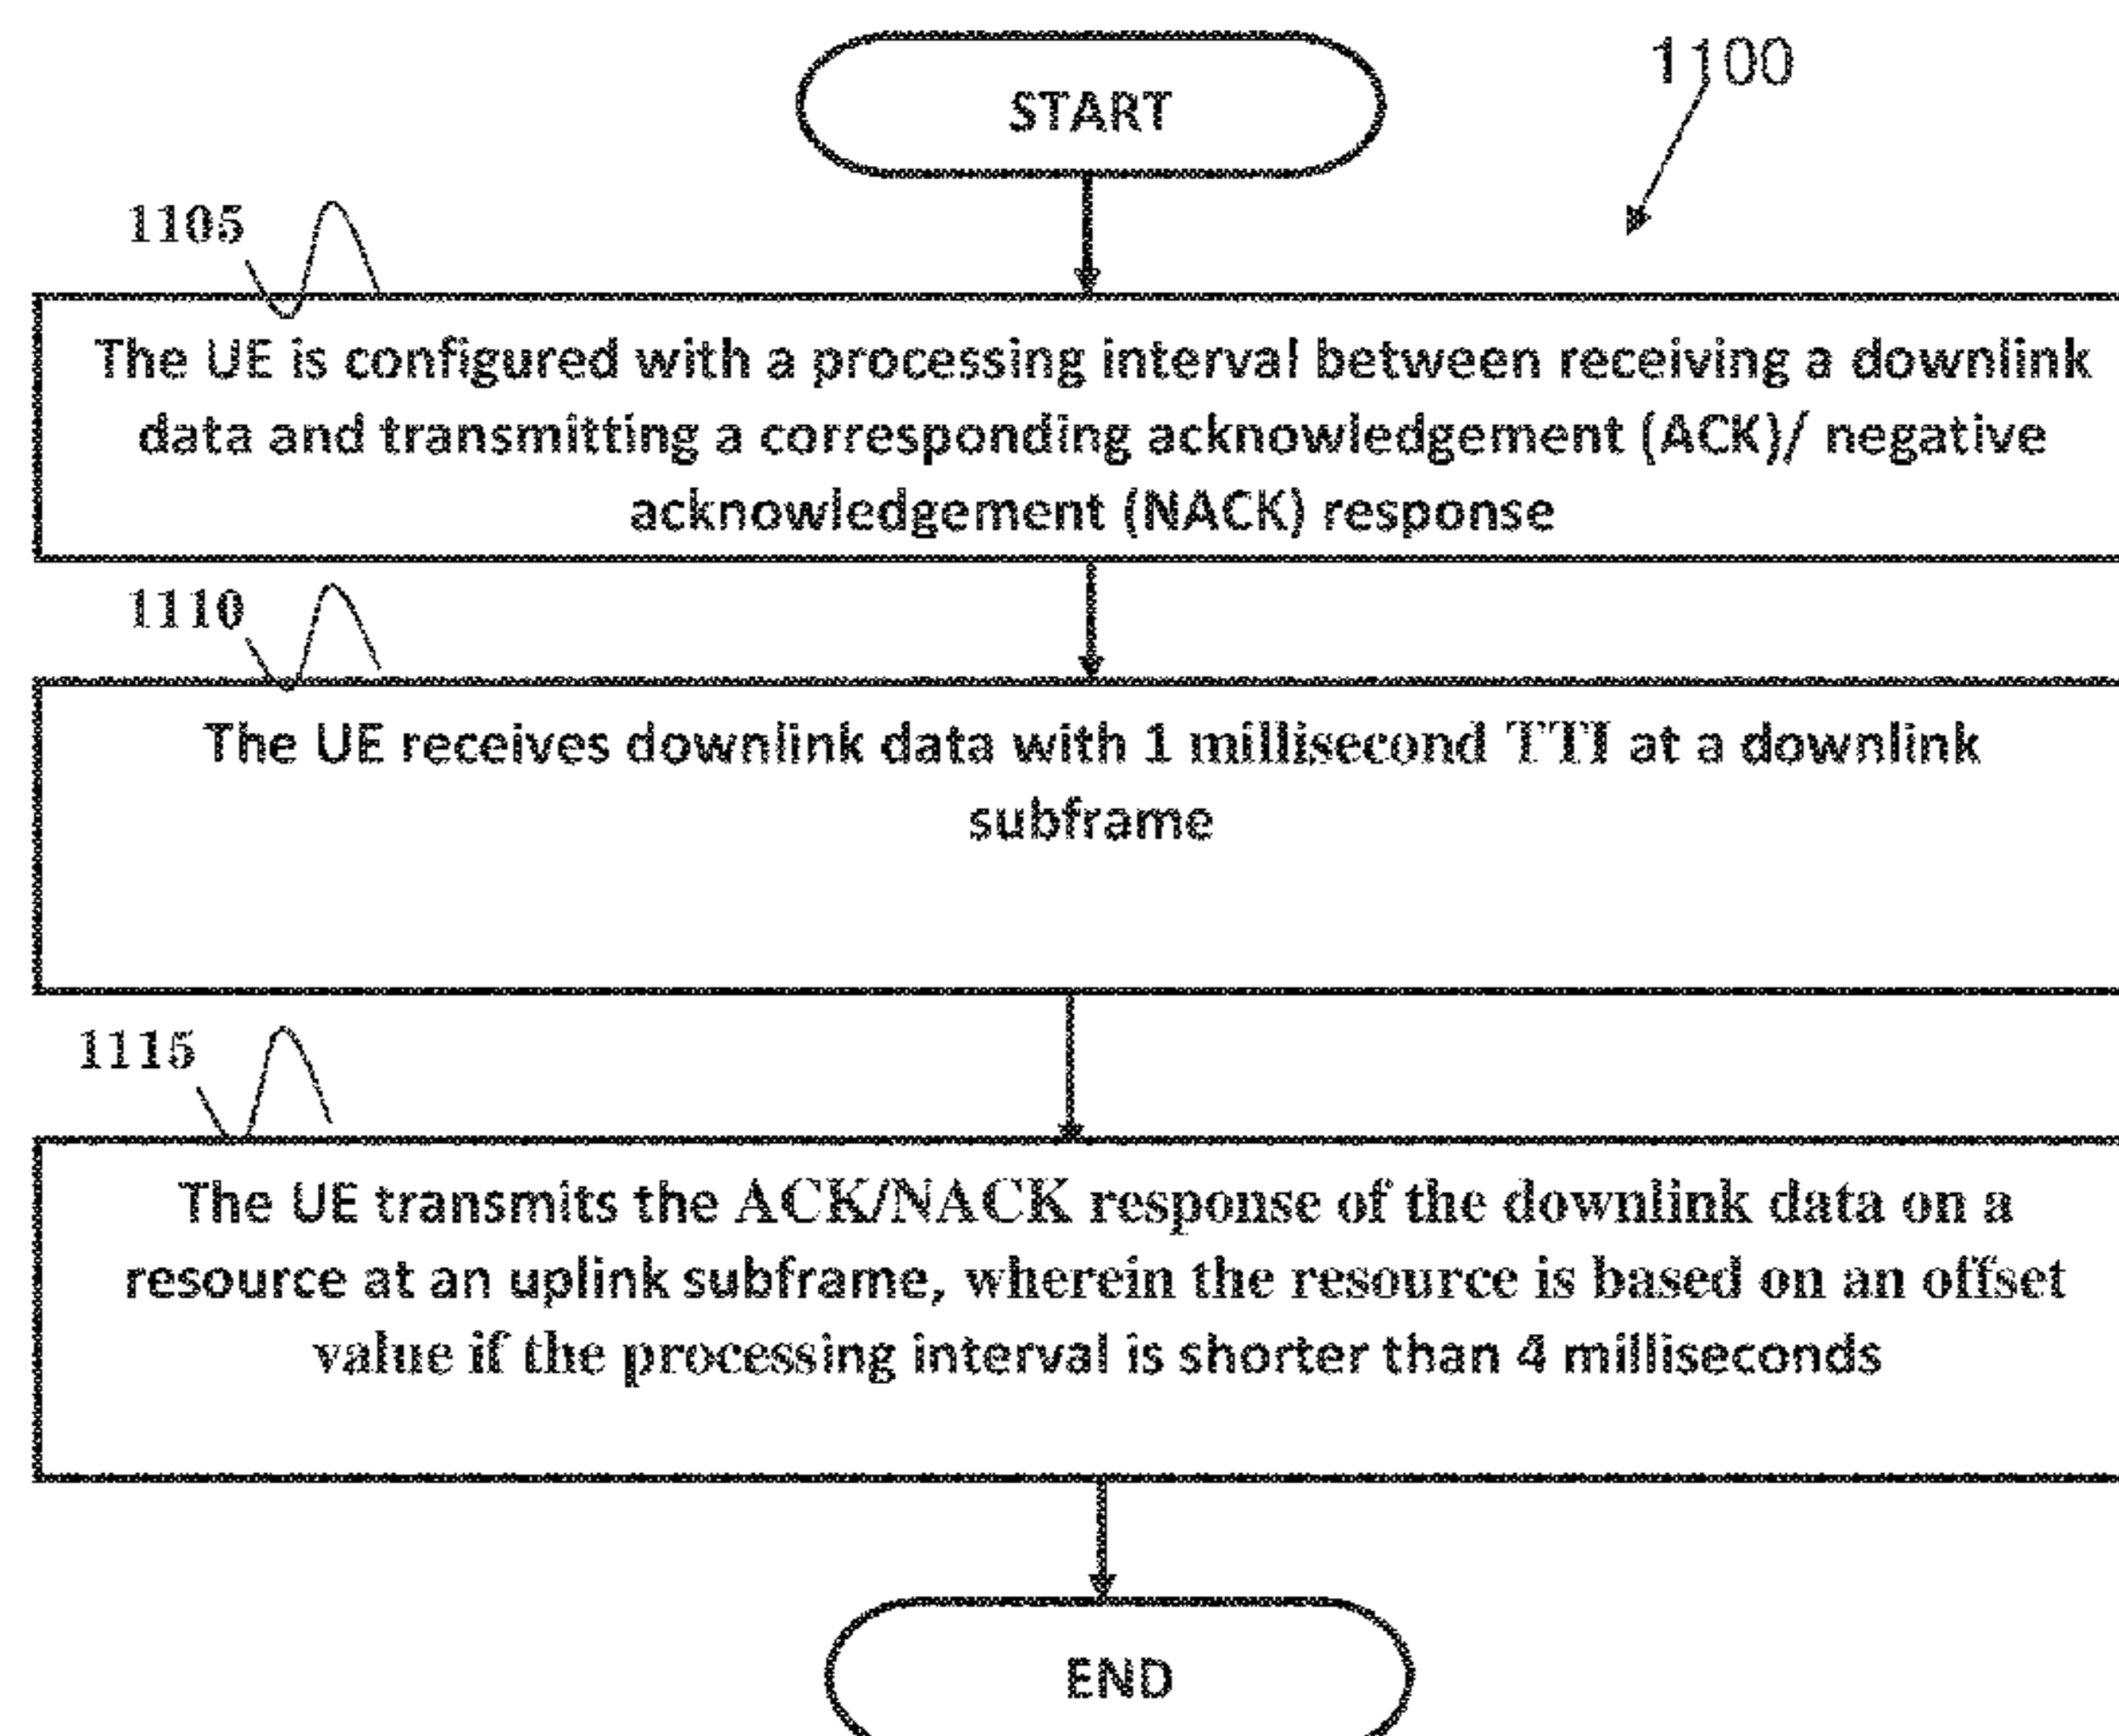 START
1100
1105
The UE is configured with a processing interval between receiving a downlink
data and transmitting a corresponding acknowledgement (ACK)/ negative
acknowledgement (NACK) response
1110
The UE receives downlink data with 1 millisecond TTI at a downlink
subframe
1115
The UE transmits the ACK/NACK response of the downlink data on a
resource at an uplink subframe, wherein the resource is based on an offset
value if the processing interval is shorter than 4 milliseconds
END